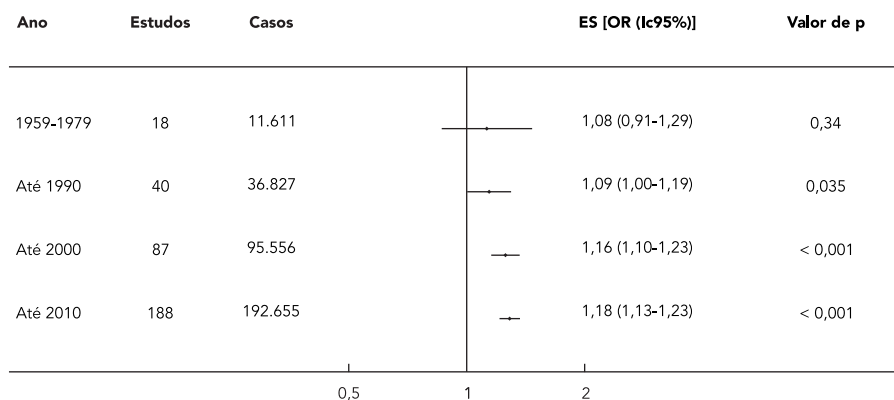 Ano Estudos Casos ES [OR (Ic95%)] Valor de p
1959-1979 18 11.611 1,08 (0,91-1,29) 0,34
Até 1990 40 36.827 1,09 (1,00-1,19) 0,035
Até 2000 87 95.556 1,16 (1,10-1,23) < 0,001
Até 2010 188 192.655 1,18 (1,13-1,23) < 0,001
0,5 1 2